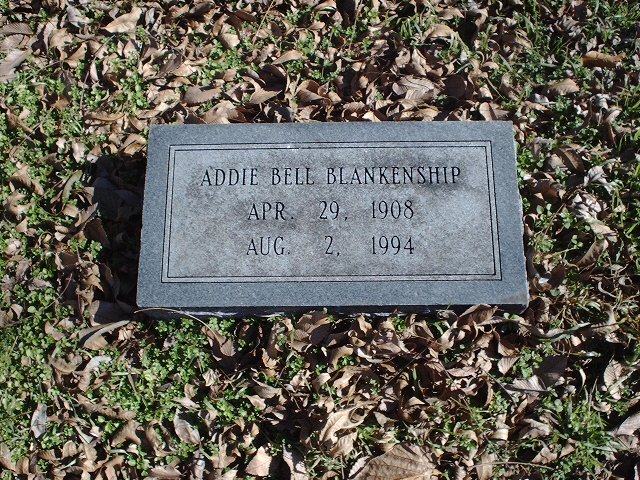 ADDIE BELL BLANKENSHIP
APR. 29, 1908
AUG. 2, 1994